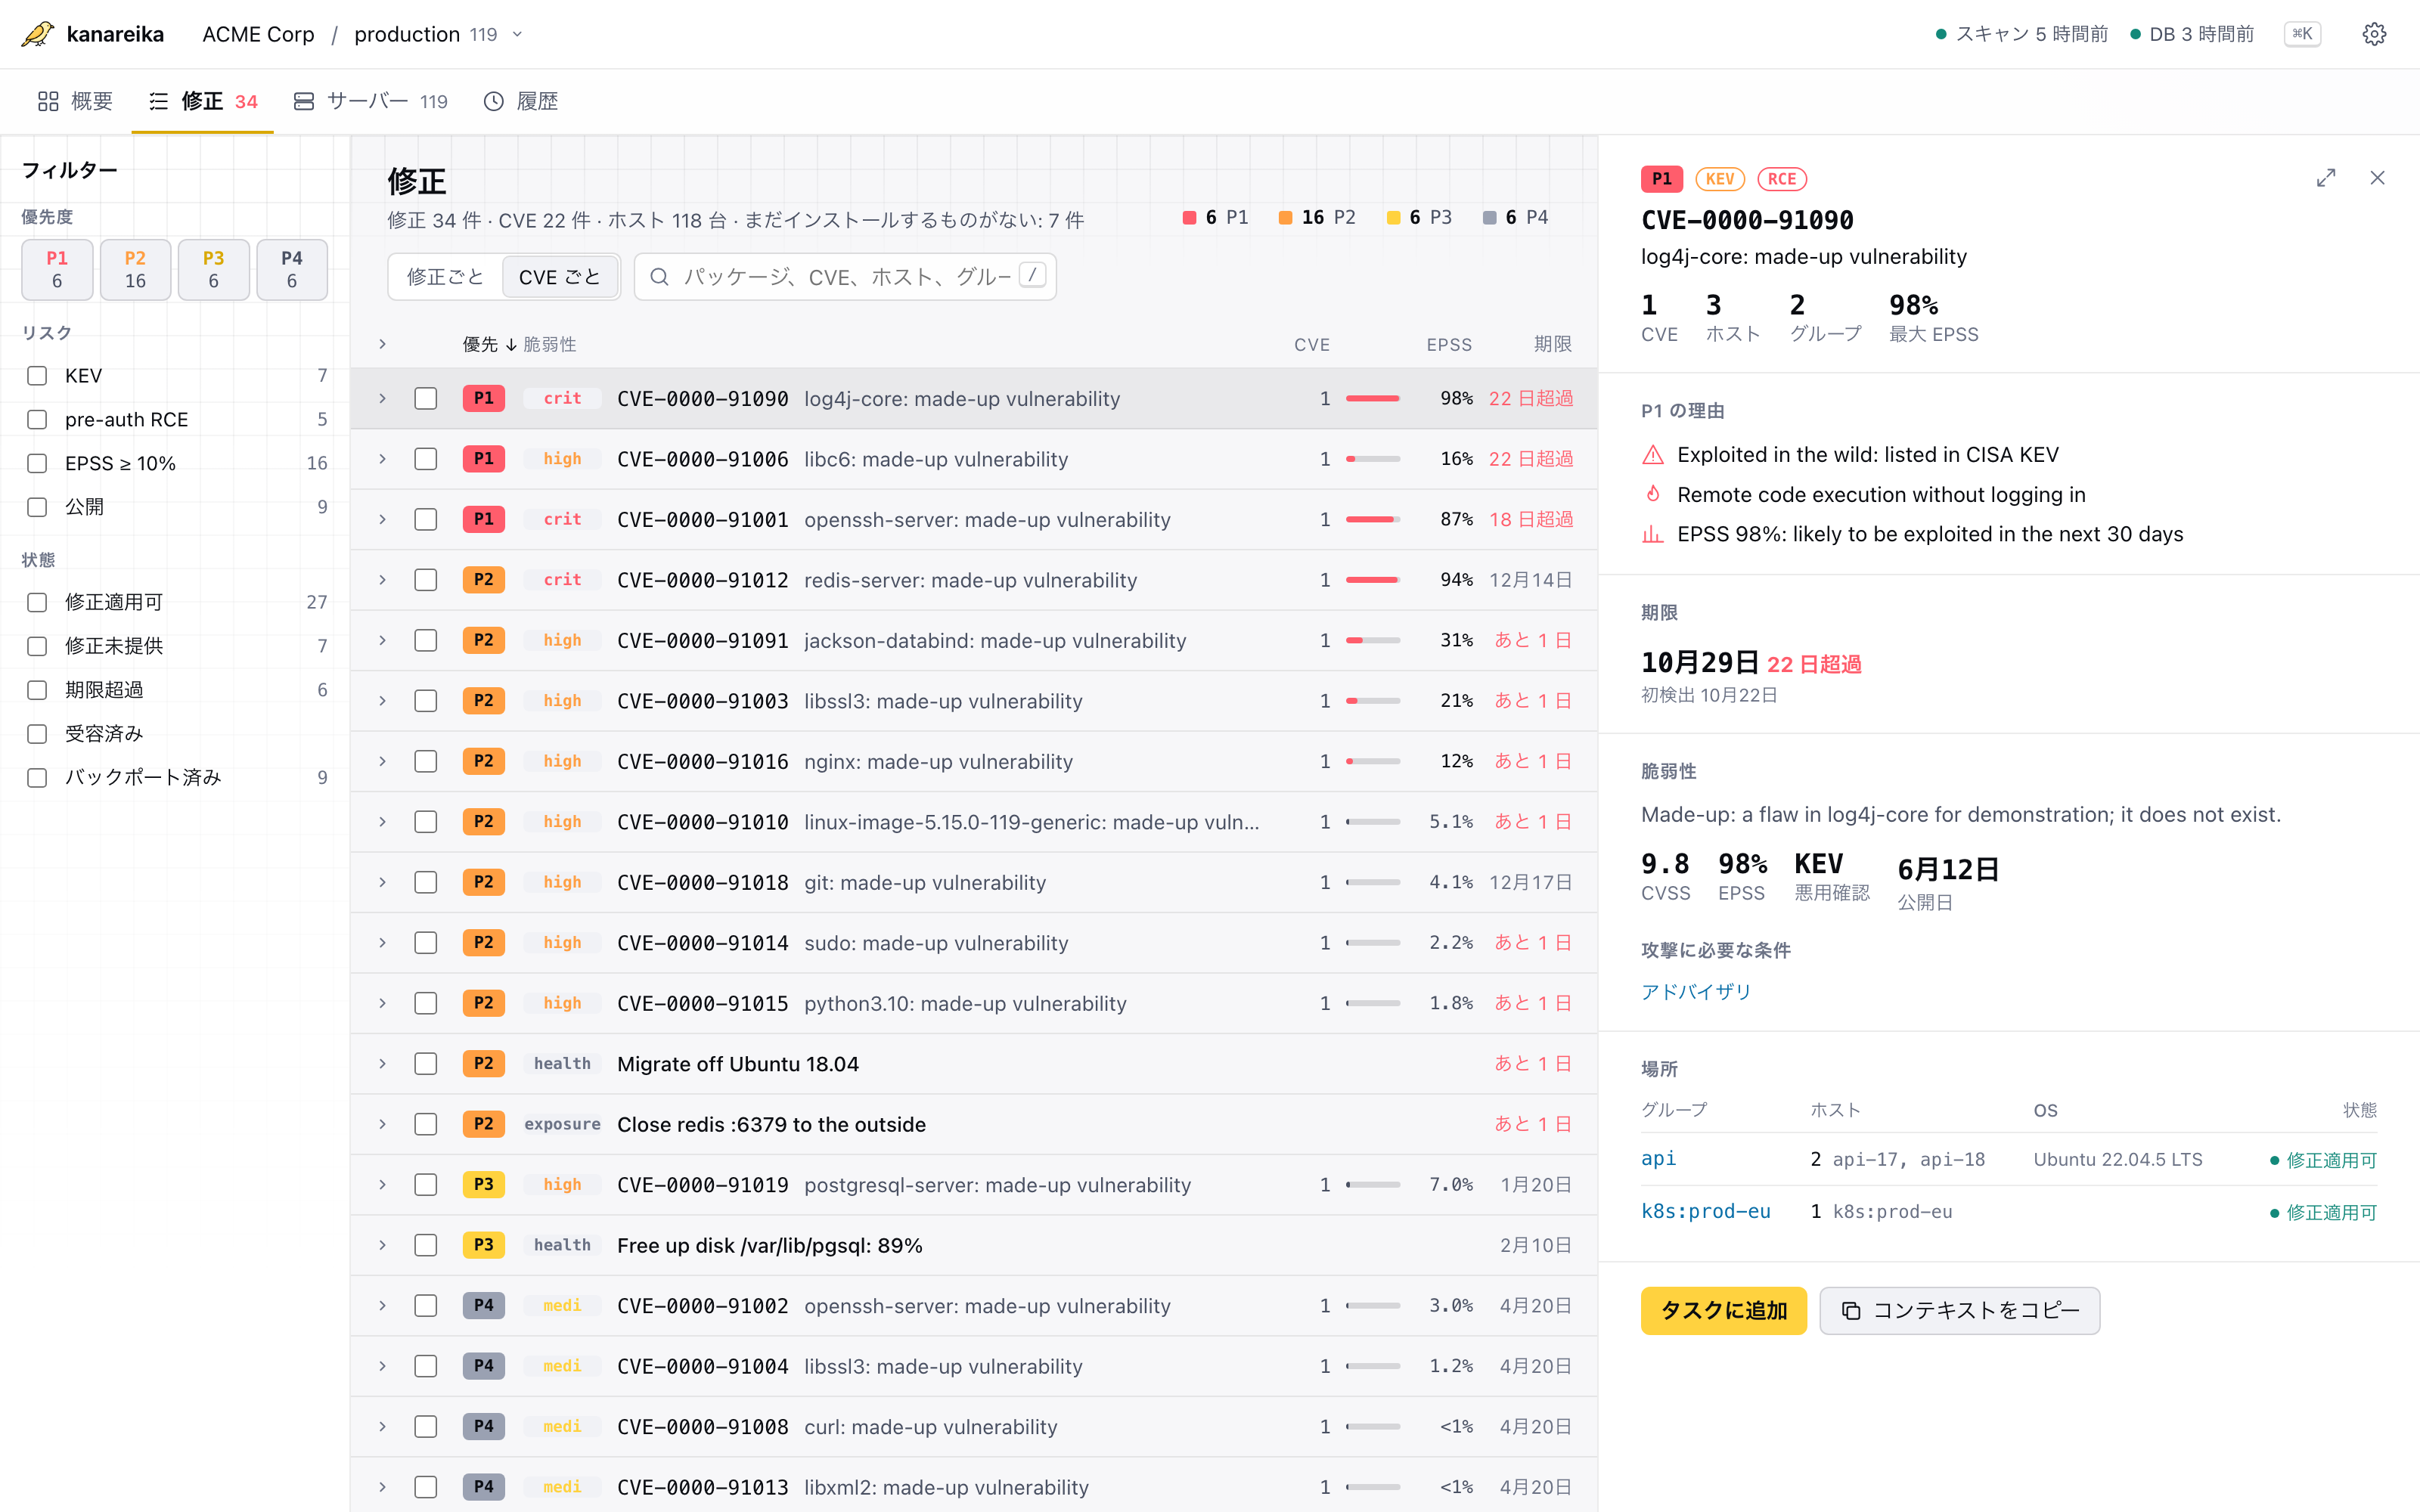 kanareika ACME Corp / production 119 スキャン 5 時間前 DB 3 時間前 ⌘K
概要 修正 34 サーバー 119 履歴
フィルター
優先度
P1 P2 P3 P4
6 16 6 6
リスク
KEV 7
pre-auth RCE 5
EPSS ≥ 10% 16
公開 9
状態
修正適用可 27
修正未提供 7
期限超過 6
受容済み
バックポート済み 9
修正
修正 34 件 · CVE 22 件 · ホスト 118 台 · まだインストールするものがない: 7 件 6 P1 16 P2 6 P3 6 P4
修正ごと CVE ごと パッケージ、CVE、ホスト、グルー /
優先 ↓ 脆弱性 CVE EPSS 期限
P1 crit CVE-0000-91090 log4j-core: made-up vulnerability 1 98% 22 日超過
P1 high CVE-0000-91006 libc6: made-up vulnerability 1 16% 22 日超過
P1 crit CVE-0000-91001 openssh-server: made-up vulnerability 1 87% 18 日超過
P2 crit CVE-0000-91012 redis-server: made-up vulnerability 1 94% 12月14日
P2 high CVE-0000-91091 jackson-databind: made-up vulnerability 1 31% あと 1 日
P2 high CVE-0000-91003 libssl3: made-up vulnerability 1 21% あと 1 日
P2 high CVE-0000-91016 nginx: made-up vulnerability 1 12% あと 1 日
P2 high CVE-0000-91010 linux-image-5.15.0-119-generic: made-up vuln... 1 5.1% あと 1 日
P2 high CVE-0000-91018 git: made-up vulnerability 1 4.1% 12月17日
P2 high CVE-0000-91014 sudo: made-up vulnerability 1 2.2% あと 1 日
P2 high CVE-0000-91015 python3.10: made-up vulnerability 1 1.8% あと 1 日
P2 health Migrate off Ubuntu 18.04 あと 1 日
P2 exposure Close redis :6379 to the outside あと 1 日
P3 high CVE-0000-91019 postgresql-server: made-up vulnerability 1 7.0% 1月20日
P3 health Free up disk /var/lib/pgsql: 89% 2月10日
P4 medi CVE-0000-91002 openssh-server: made-up vulnerability 1 3.0% 4月20日
P4 medi CVE-0000-91004 libssl3: made-up vulnerability 1 1.2% 4月20日
P4 medi CVE-0000-91008 curl: made-up vulnerability 1 <1% 4月20日
P4 medi CVE-0000-91013 libxml2: made-up vulnerability 1 <1% 4月20日
P1 KEV RCE
CVE-0000-91090
log4j-core: made-up vulnerability
1 3 2 98%
CVE ホスト グループ 最大 EPSS
P1 の理由
Exploited in the wild: listed in CISA KEV
Remote code execution without logging in
EPSS 98%: likely to be exploited in the next 30 days
期限
10月29日 22 日超過
初検出 10月22日
脆弱性
Made-up: a flaw in log4j-core for demonstration; it does not exist.
9.8 98% KEV 6月12日
CVSS EPSS 悪用確認 公開日
攻撃に必要な条件
アドバイザリ
場所
グループ ホスト OS 状態
api 2 api-17, api-18 Ubuntu 22.04.5 LTS 修正適用可
k8s:prod-eu 1 k8s:prod-eu 修正適用可
タスクに追加 コンテキストをコピー